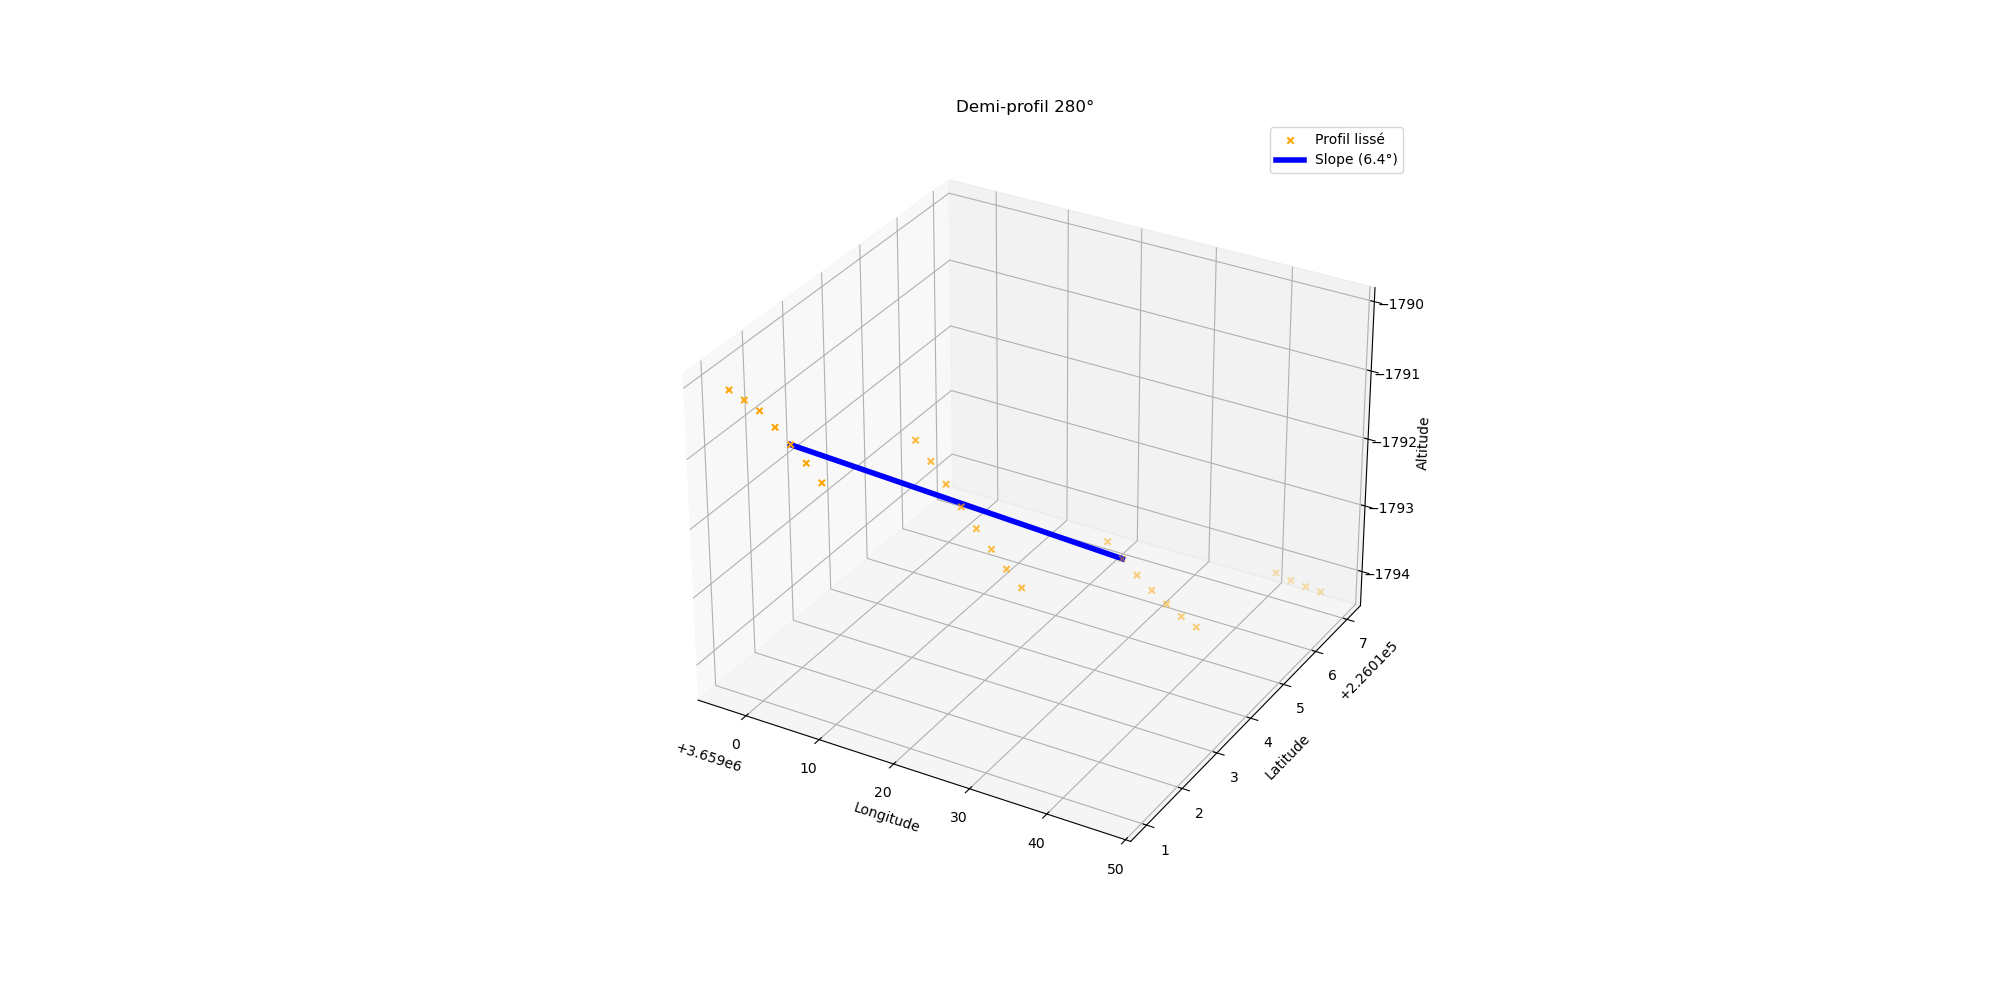 Demi-profil 280°
Profil lissé
Slope (6.4°)
−1790
−1791
−1792
−1793
−1794
Altitude
7
6
5
4
3
2
1
+2.2601e5
Latitude
0
10
20
30
40
50
+3.659e6
Longitude